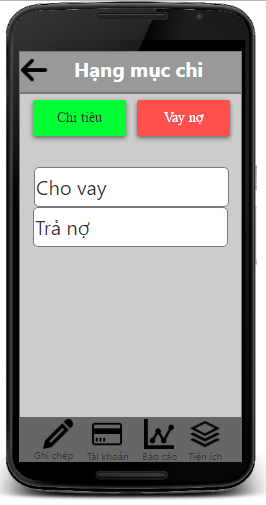 Hạng mục chi
Chi tiêu Vay nợ
Cho vay
Trả nợ
Ghi chép Tài khoản Báo cáo Tiện ích